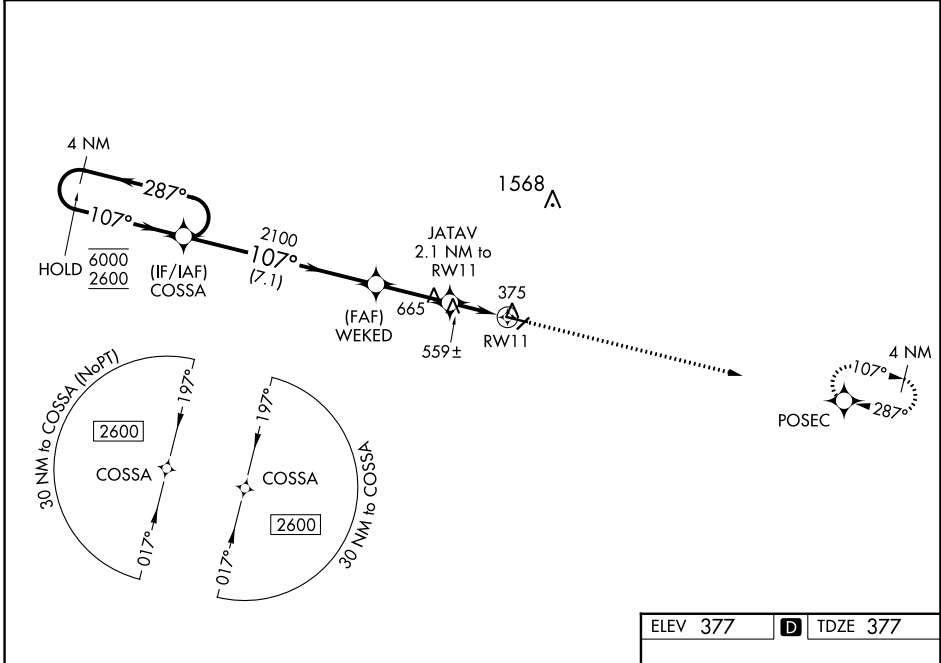 4 NM
287°
107°
HOLD
6000
2600
(IF/IAF)
COSSA
2100
107°
(7.1)
(FAF)
WEKED
1568
JATAV
2.1 NM to
RW11
665
559±
375
RW11
4 NM
107°
287°
POSEC
30 NM to COSSA (NoPT)
197°
2600
COSSA
017°
197°
COSSA
2600
017°
30 NM to COSSA
ELEV 377 D TDZE 377